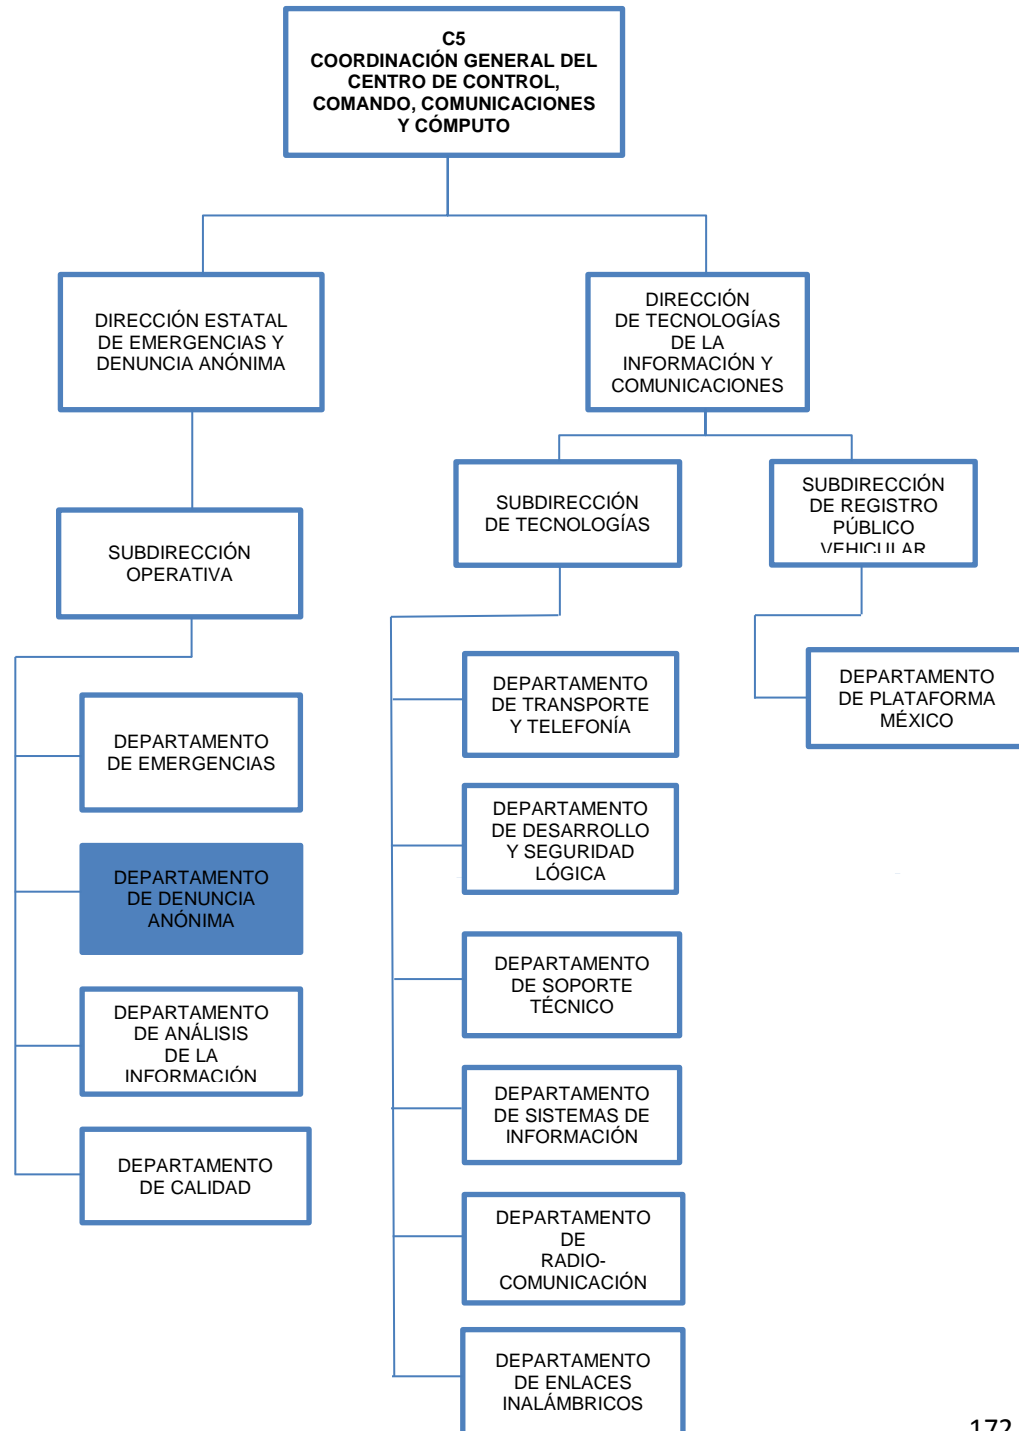 C5
COORDINACIÓN GENERAL DEL
CENTRO DE CONTROL,
COMANDO, COMUNICACIONES
Y CÓMPUTO
DIRECCIÓN ESTATAL
DE EMERGENCIAS Y
DENUNCIA ANÓNIMA
DIRECCIÓN
DE TECNOLOGÍAS
DE LA
INFORMACIÓN Y
COMUNICACIONES
SUBDIRECCIÓN
OPERATIVA
SUBDIRECCIÓN
DE TECNOLOGÍAS
SUBDIRECCIÓN
DE REGISTRO
PÚBLICO
VEHICULAR
DEPARTAMENTO
DE EMERGENCIAS
DEPARTAMENTO
DE DENUNCIA
ANÓNIMA
DEPARTAMENTO
DE ANÁLISIS
DE LA
INFORMACIÓN
DEPARTAMENTO
DE CALIDAD
DEPARTAMENTO
DE TRANSPORTE
Y TELEFONÍA
DEPARTAMENTO
DE DESARROLLO
Y SEGURIDAD
LÓGICA
DEPARTAMENTO
DE SOPORTE
TÉCNICO
DEPARTAMENTO
DE SISTEMAS DE
INFORMACIÓN
DEPARTAMENTO
DE
RADIO-
COMUNICACIÓN
DEPARTAMENTO
DE ENLACES
INALÁMBRICOS
DEPARTAMENTO
DE PLATAFORMA
MÉXICO
172